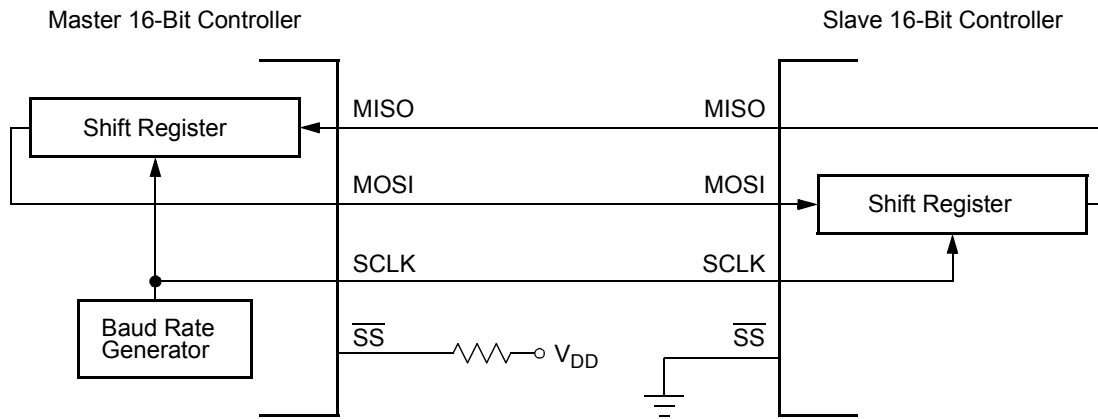 Master 16-Bit Controller
Slave 16-Bit Controller
MISO
MISO
Shift Register
MOSI
MOSI
Shift Register
SCLK
SCLK
Baud Rate
Generator
SS
V_DD
SS